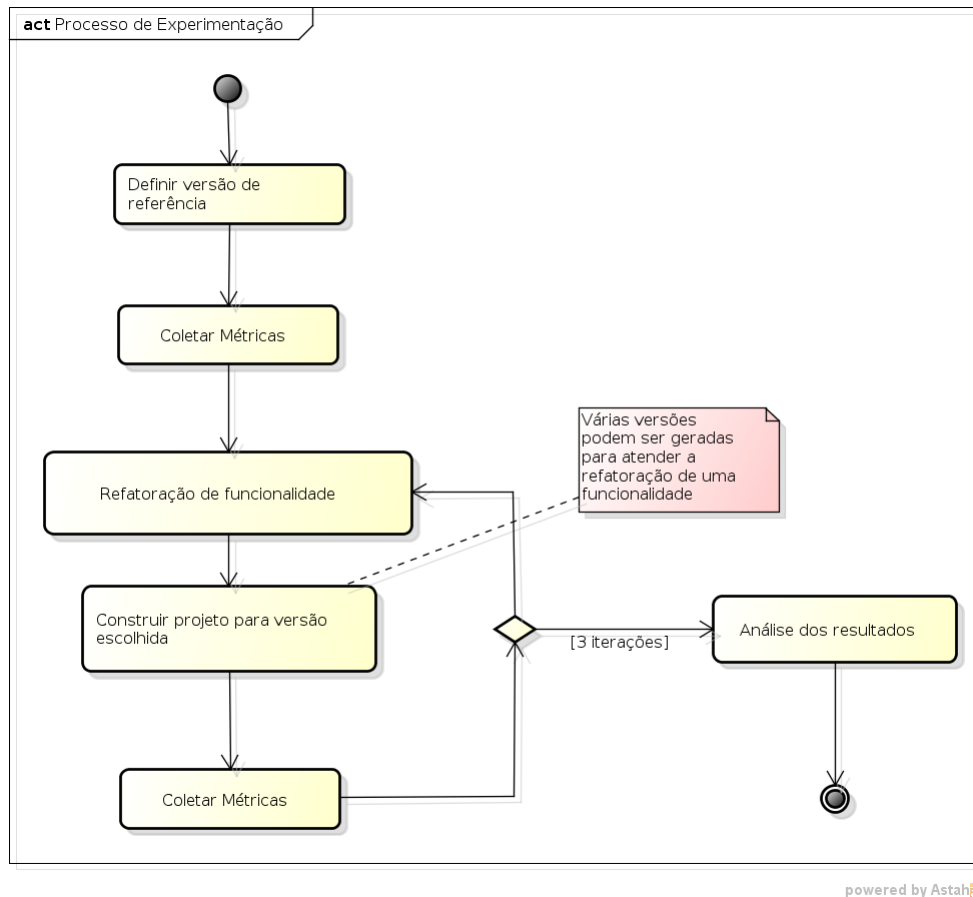 act Processo de Experimentação
Definir versão de
referência
Coletar Métricas
Várias versões
podem ser geradas
para atender a
refatoração de uma
funcionalidade
Refatoração de funcionalidade
Construir projeto para versão
escolhida
[3 iterações]
Análise dos resultados
Coletar Métricas
powered by Astah